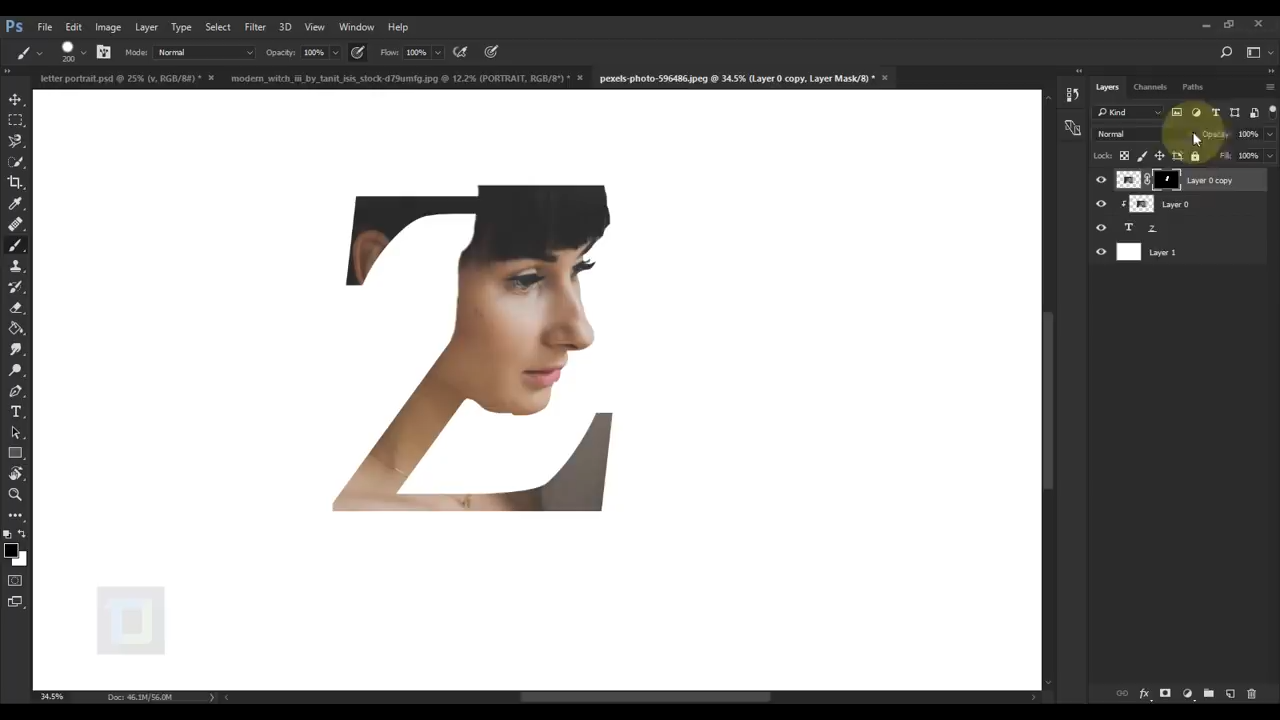 Ps File Edit Image Layer Type Select Filter 3D View Window Help
200 Mode: Normal Opacity: 100% Flow: 100%
letter portrait.psd @ 25% (v, RGB/8#) * × modern_witch_iii_by_tanit_isis_stock-d79umfg.jpg @ 12.2% (PORTRAIT, RGB/8*) * × pexels-photo-596486.jpeg @ 34.5% (Layer 0 copy, Layer Mask/8) * ×
Layers Channels Paths
Kind
Normal Opacity: 100%
Lock: Fill: 100%
Layer 0 copy
Layer 0
T Z
Layer 1
34.5% Doc: 46.1M/56.0M